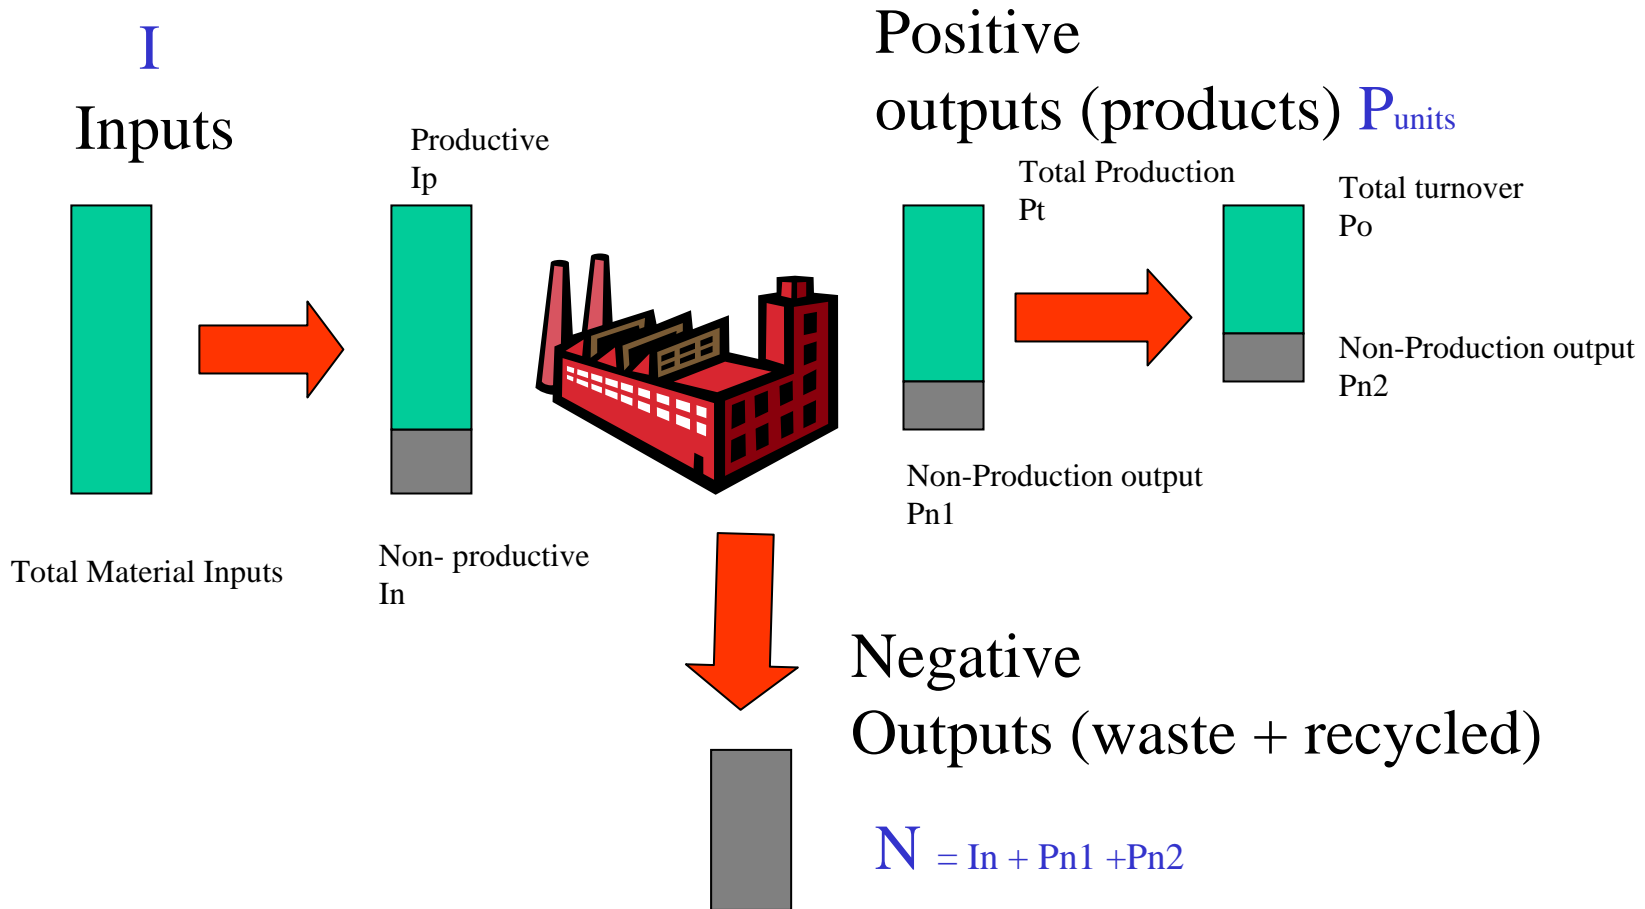 I
Inputs
Productive
Ip
Total Material Inputs
Non- productive
In
Positive
outputs (products) Punits
Total Production
Pt
Total turnover
Po
Non-Production output
Pn2
Non-Production output
Pn1
Negative
Outputs (waste + recycled)
N = In + Pn1 +Pn2